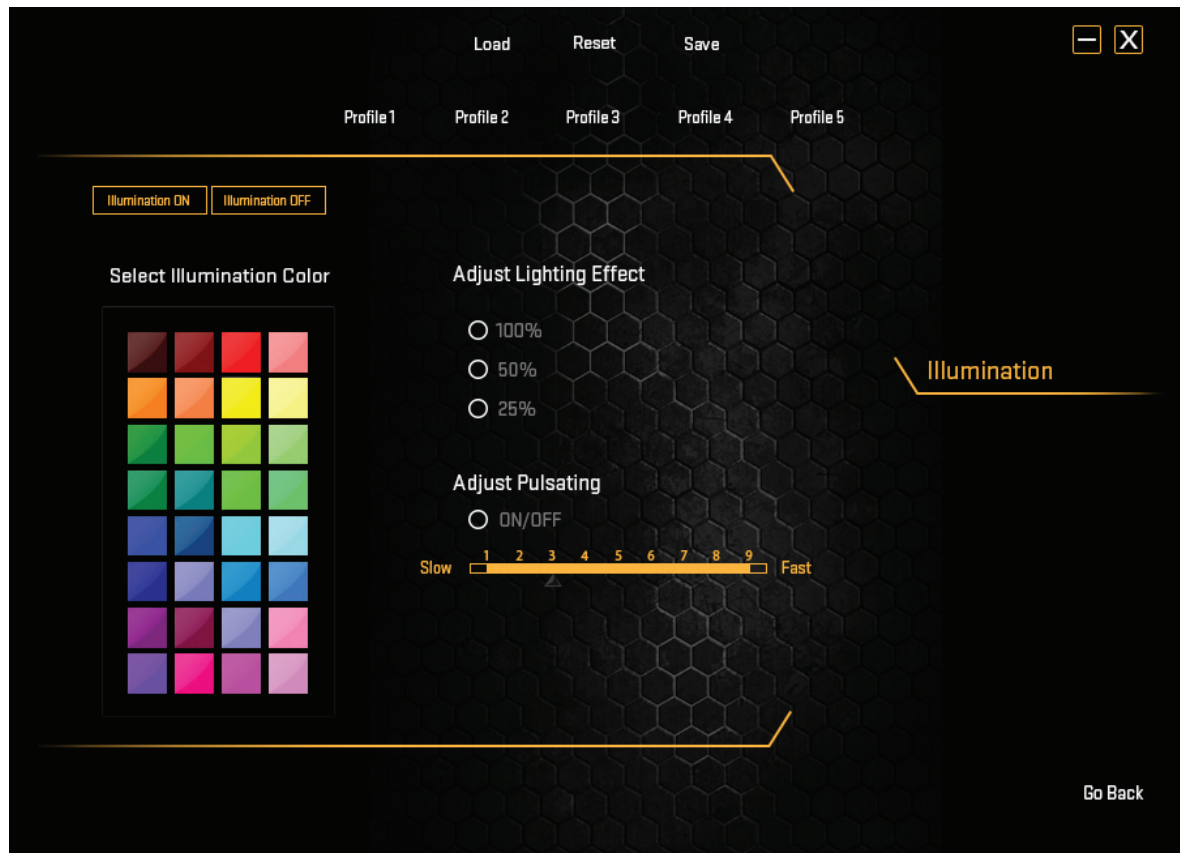 Load Reset Save
X
Profile 1 Profile 2 Profile 3 Profile 4 Profile 5
Illumination ON Illumination OFF
Select Illumination Color
Adjust Lighting Effect
100%
50%
25%
Illumination
Adjust Pulsating
ON/OFF
1 2 3 4 5 6 7 8 9
Slow Fast
Go Back